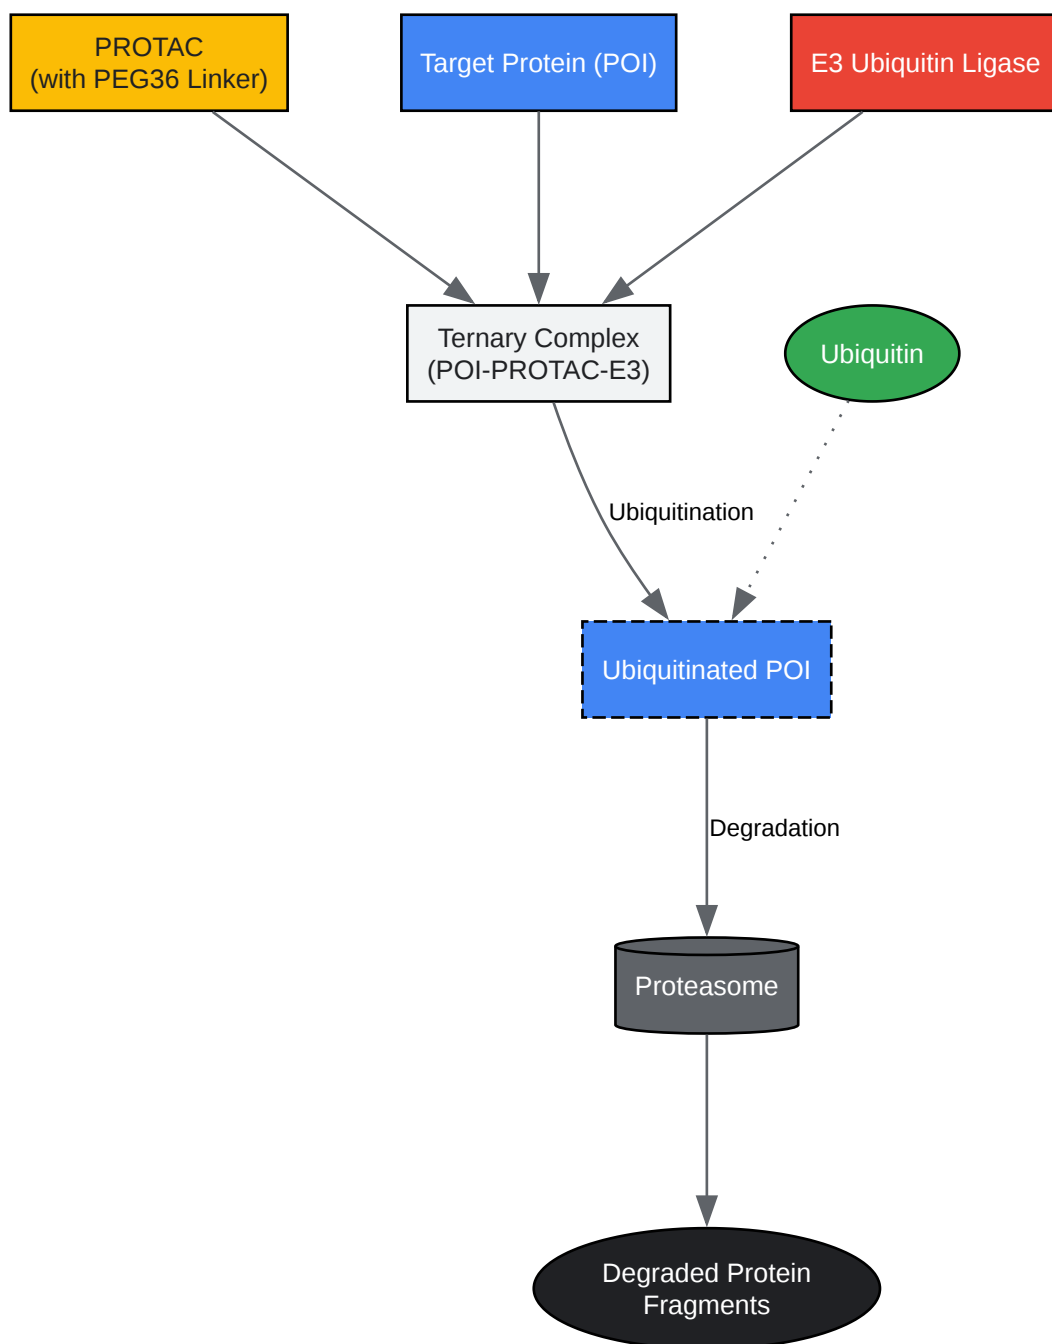 PROTAC
(with PEG36 Linker)
Target Protein (POI)
E3 Ubiquitin Ligase
Ternary Complex
(POI-PROTAC-E3)
Ubiquitin
Ubiquitination
Ubiquitinated POI
Degradation
Proteasome
Degraded Protein
Fragments